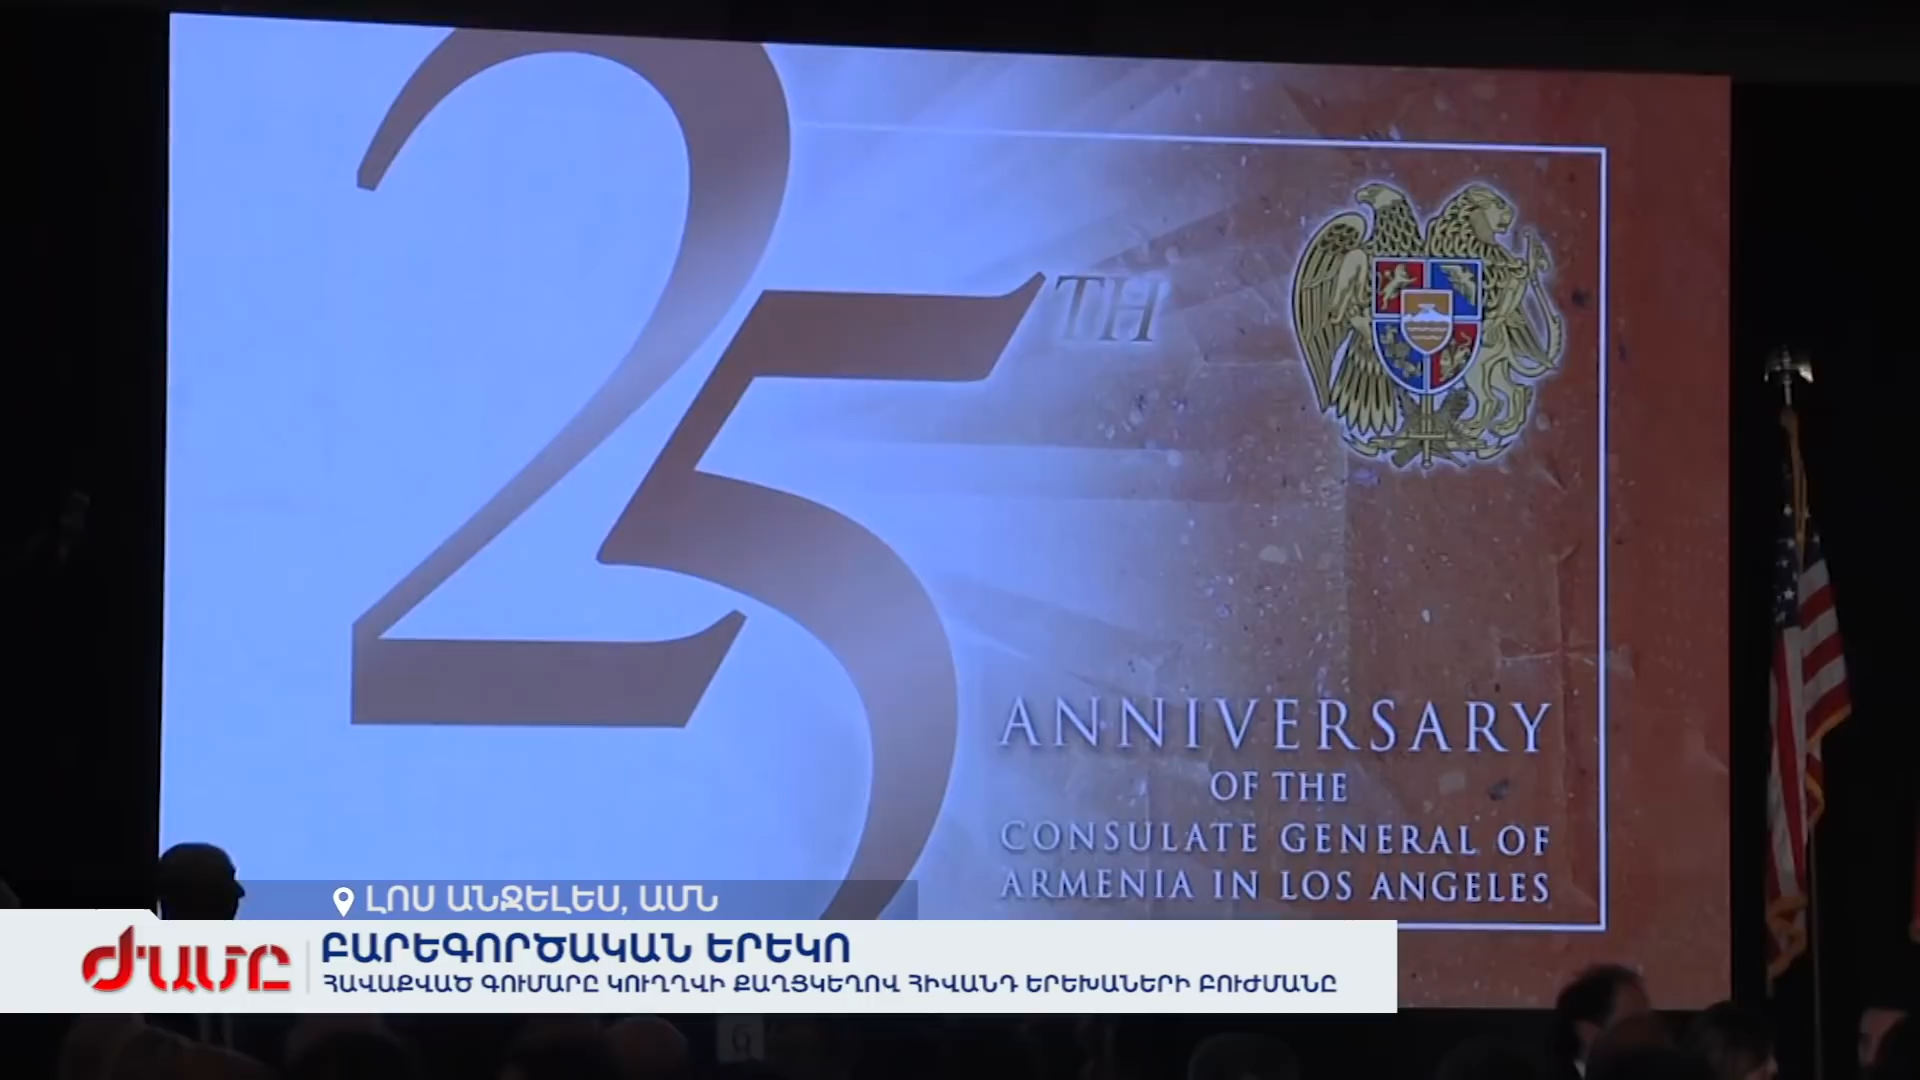 25TH
ANNIVERSARY
OF THE
CONSULATE GENERAL OF
ARMENIA IN LOS ANGELES
ԼՈՍ ԱՆՋԵԼԵՍ, ԱՄՆ
ԺԱՄԸ
ԲԱՐԵԳՈՐԾԱԿԱՆ ԵՐԵԿՈ
ՀԱՎԱՔՎԱԾ ԳՈՒՄԱՐԸ ԿՈՒՂՂՎԻ ՔԱՂՑԿԵՂՈՎ ՀԻՎԱՆԴ ԵՐԵԽԱՆԵՐԻ ԲՈՒԺՄԱՆԸ